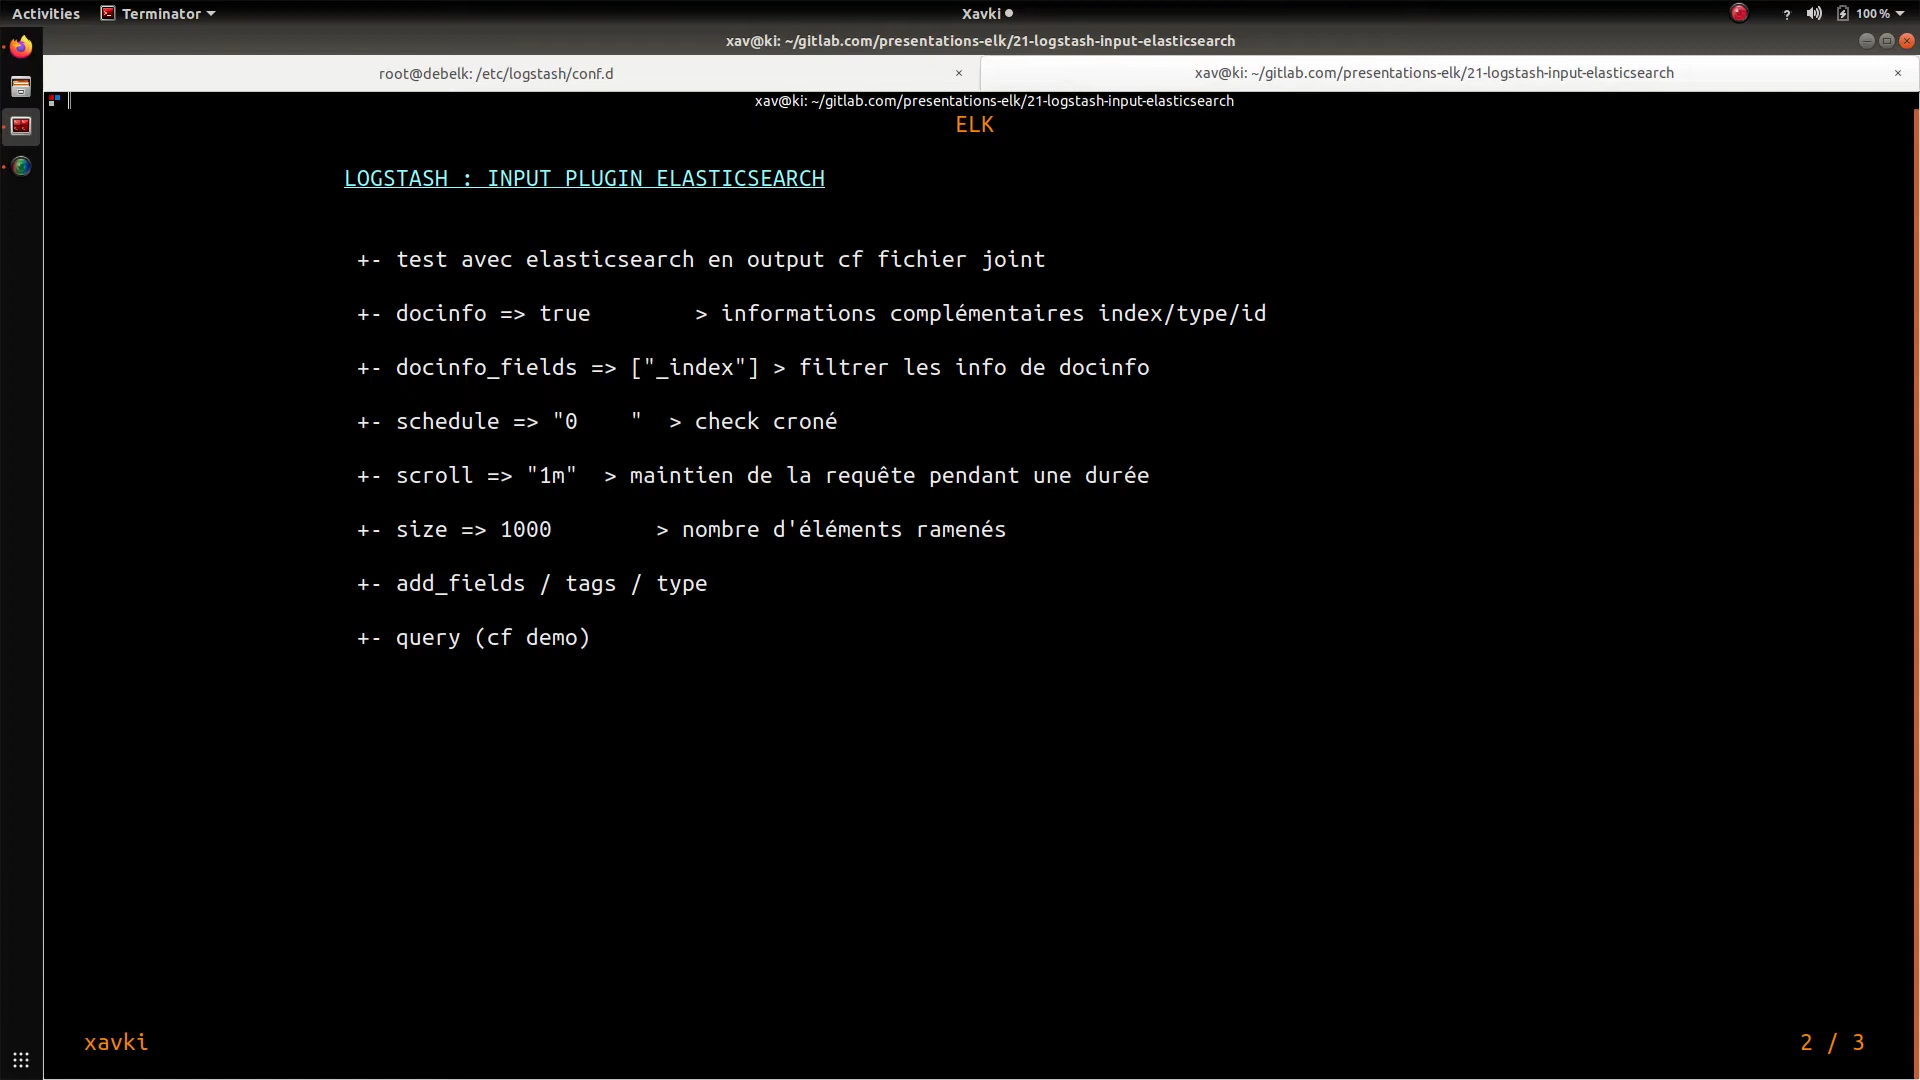 Activities Terminator Xavki ? 100 %
xav@ki: ~/gitlab.com/presentations-elk/21-logstash-input-elasticsearch
root@debelk: /etc/logstash/conf.d × xav@ki: ~/gitlab.com/presentations-elk/21-logstash-input-elasticsearch ×
xav@ki: ~/gitlab.com/presentations-elk/21-logstash-input-elasticsearch
ELK
LOGSTASH : INPUT PLUGIN ELASTICSEARCH
+- test avec elasticsearch en output cf fichier joint
+- docinfo => true > informations complémentaires index/type/id
+- docinfo_fields => ["_index"] > filtrer les info de docinfo
+- schedule => "0    " > check croné
+- scroll => "1m" > maintien de la requête pendant une durée
+- size => 1000 > nombre d'éléments ramenés
+- add_fields / tags / type
+- query (cf demo)
xavki 2 / 3